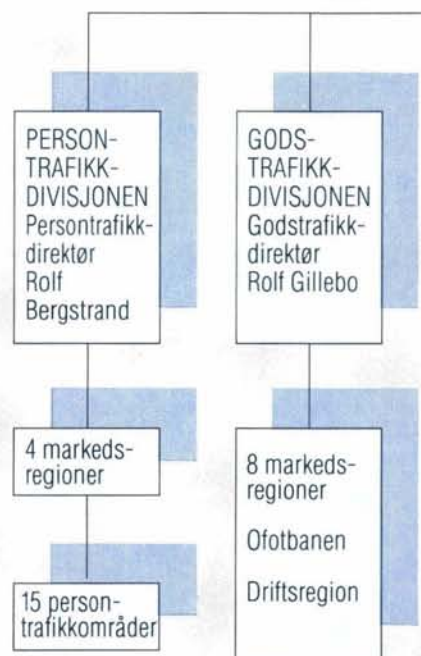 PERSON-
TRAFIKK-
DIVISJONEN
Persontrafikk-
direktør
Rolf
Bergstrand
4 markeds-
regioner
15 person-
trafikkområder
GODS-
TRAFIKK-
DIVISJONEN
Godstrafikk-
direktør
Rolf Gillebo
8 markeds-
regioner
Ofotbanen
Driftsregion